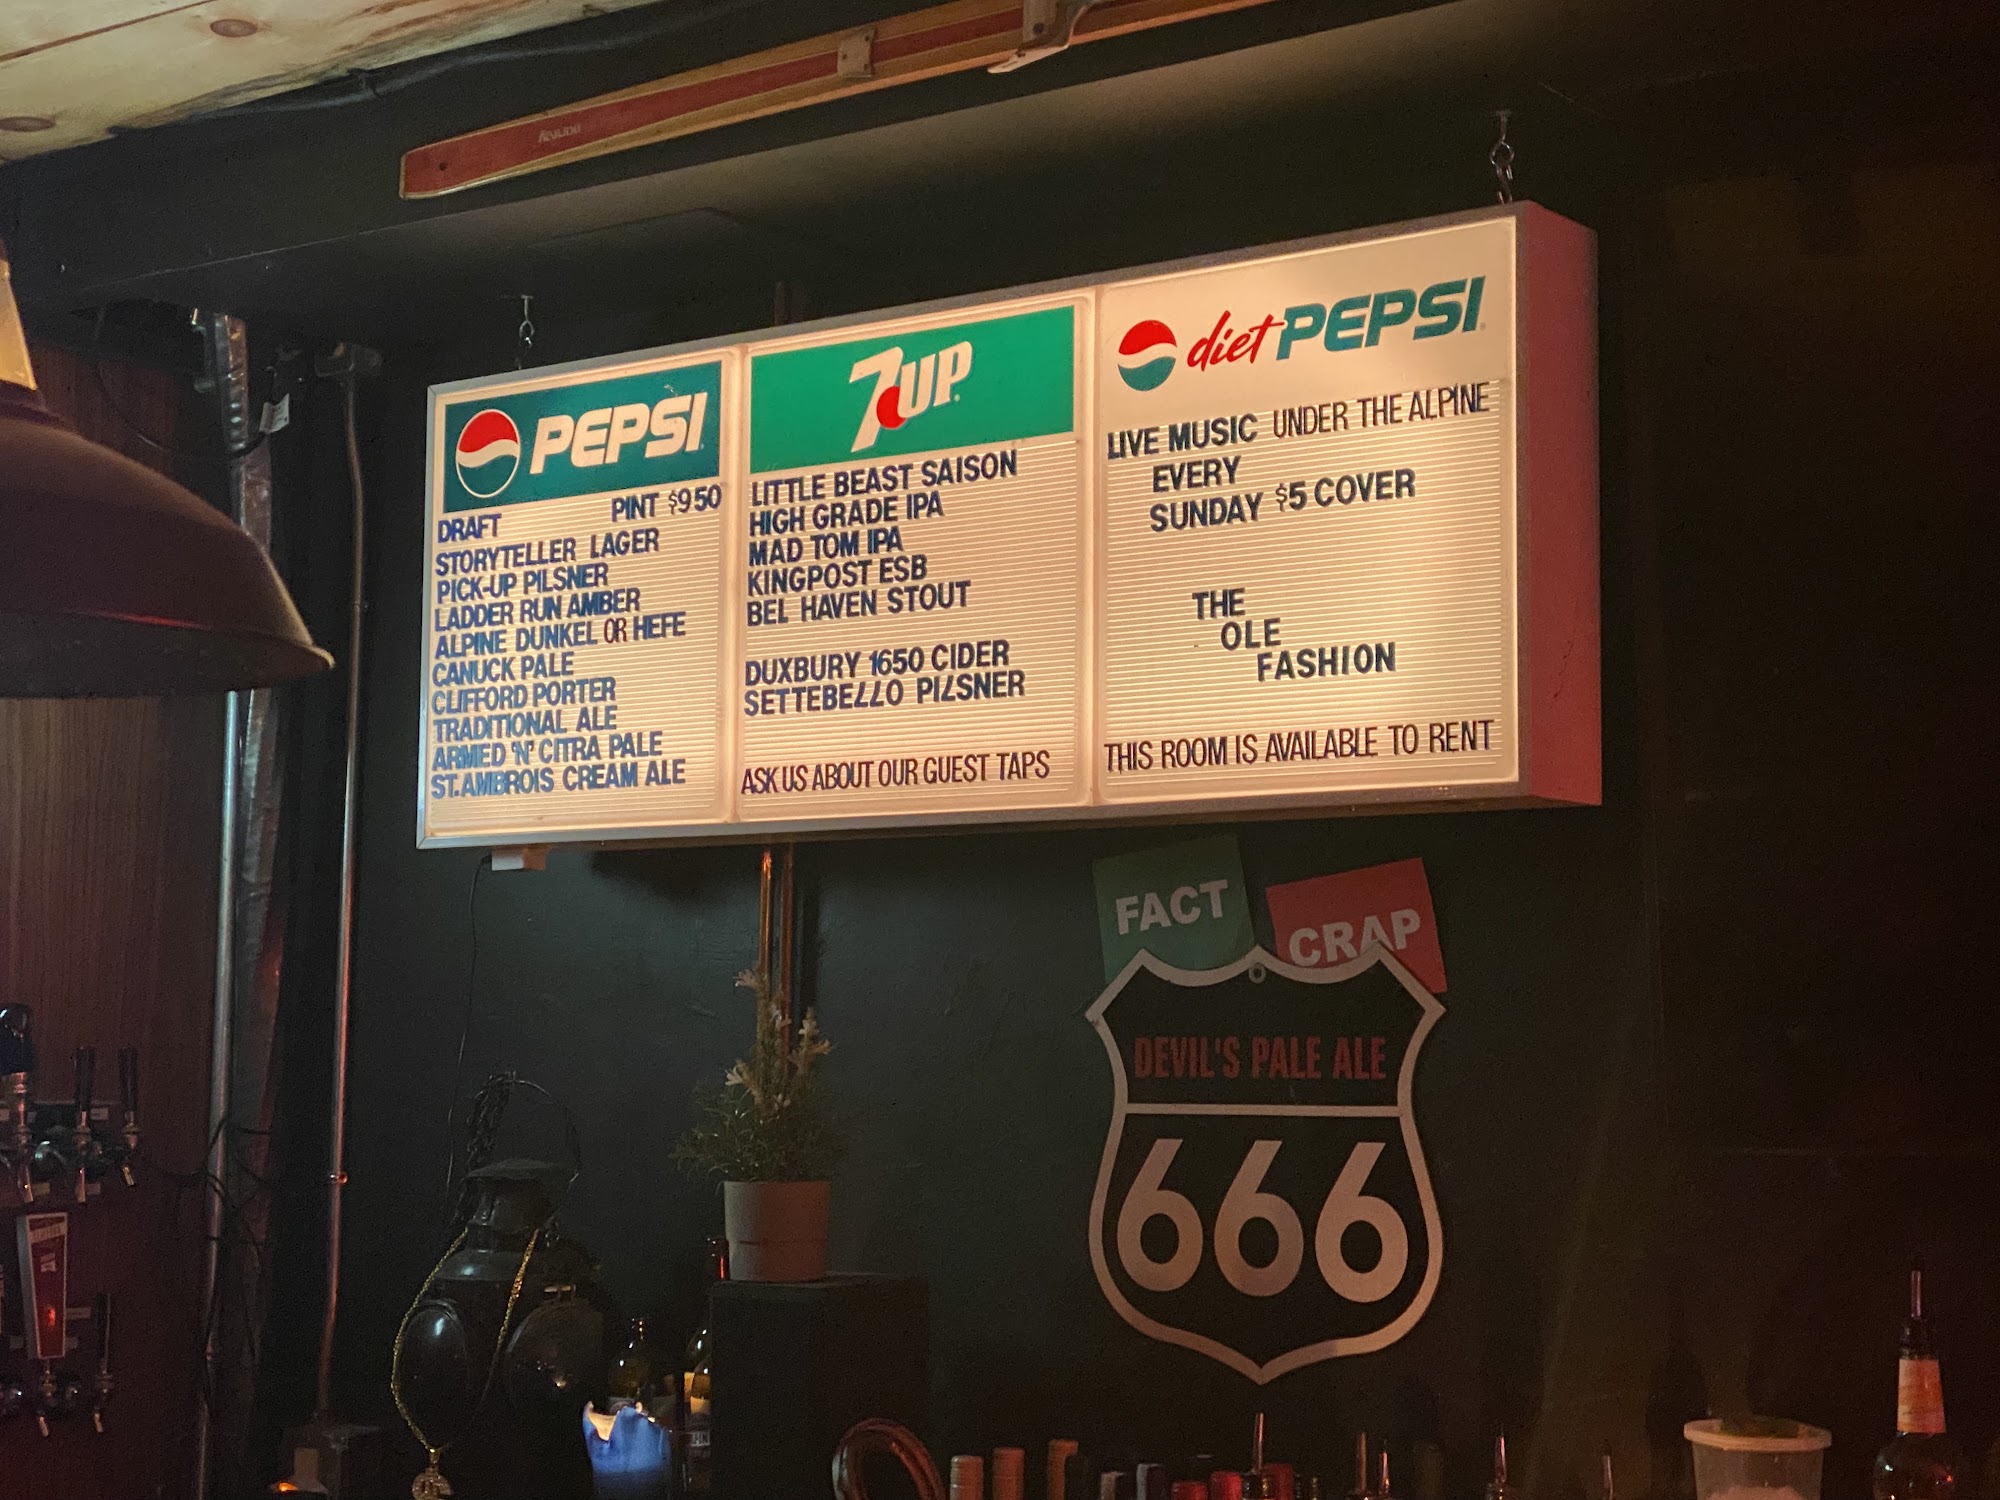 PEPSI
DRAFT PINT $950
STORYTELLER LAGER
PICK-UP PILSNER
LADDER RUN AMBER
ALPINE DUNKEL OR HEFE
CANUCK PALE
CLIFFORD PORTER
TRADITIONAL ALE
ARMED 'N' CITRA PALE
ST.AMBROIS CREAM ALE
7UP
LITTLE BEAST SAISON
HIGH GRADE IPA
MAD TOM IPA
KINGPOST ESB
BEL HAVEN STOUT
DUXBURY 1650 CIDER
SETTEBELLO PILSNER
ASK US ABOUT OUR GUEST TAPS
diet PEPSI
LIVE MUSIC UNDER THE ALPINE
EVERY
SUNDAY $5 COVER
THE
OLE
FASHION
THIS ROOM IS AVAILABLE TO RENT
FACT
CRAP
DEVIL'S PALE ALE
666